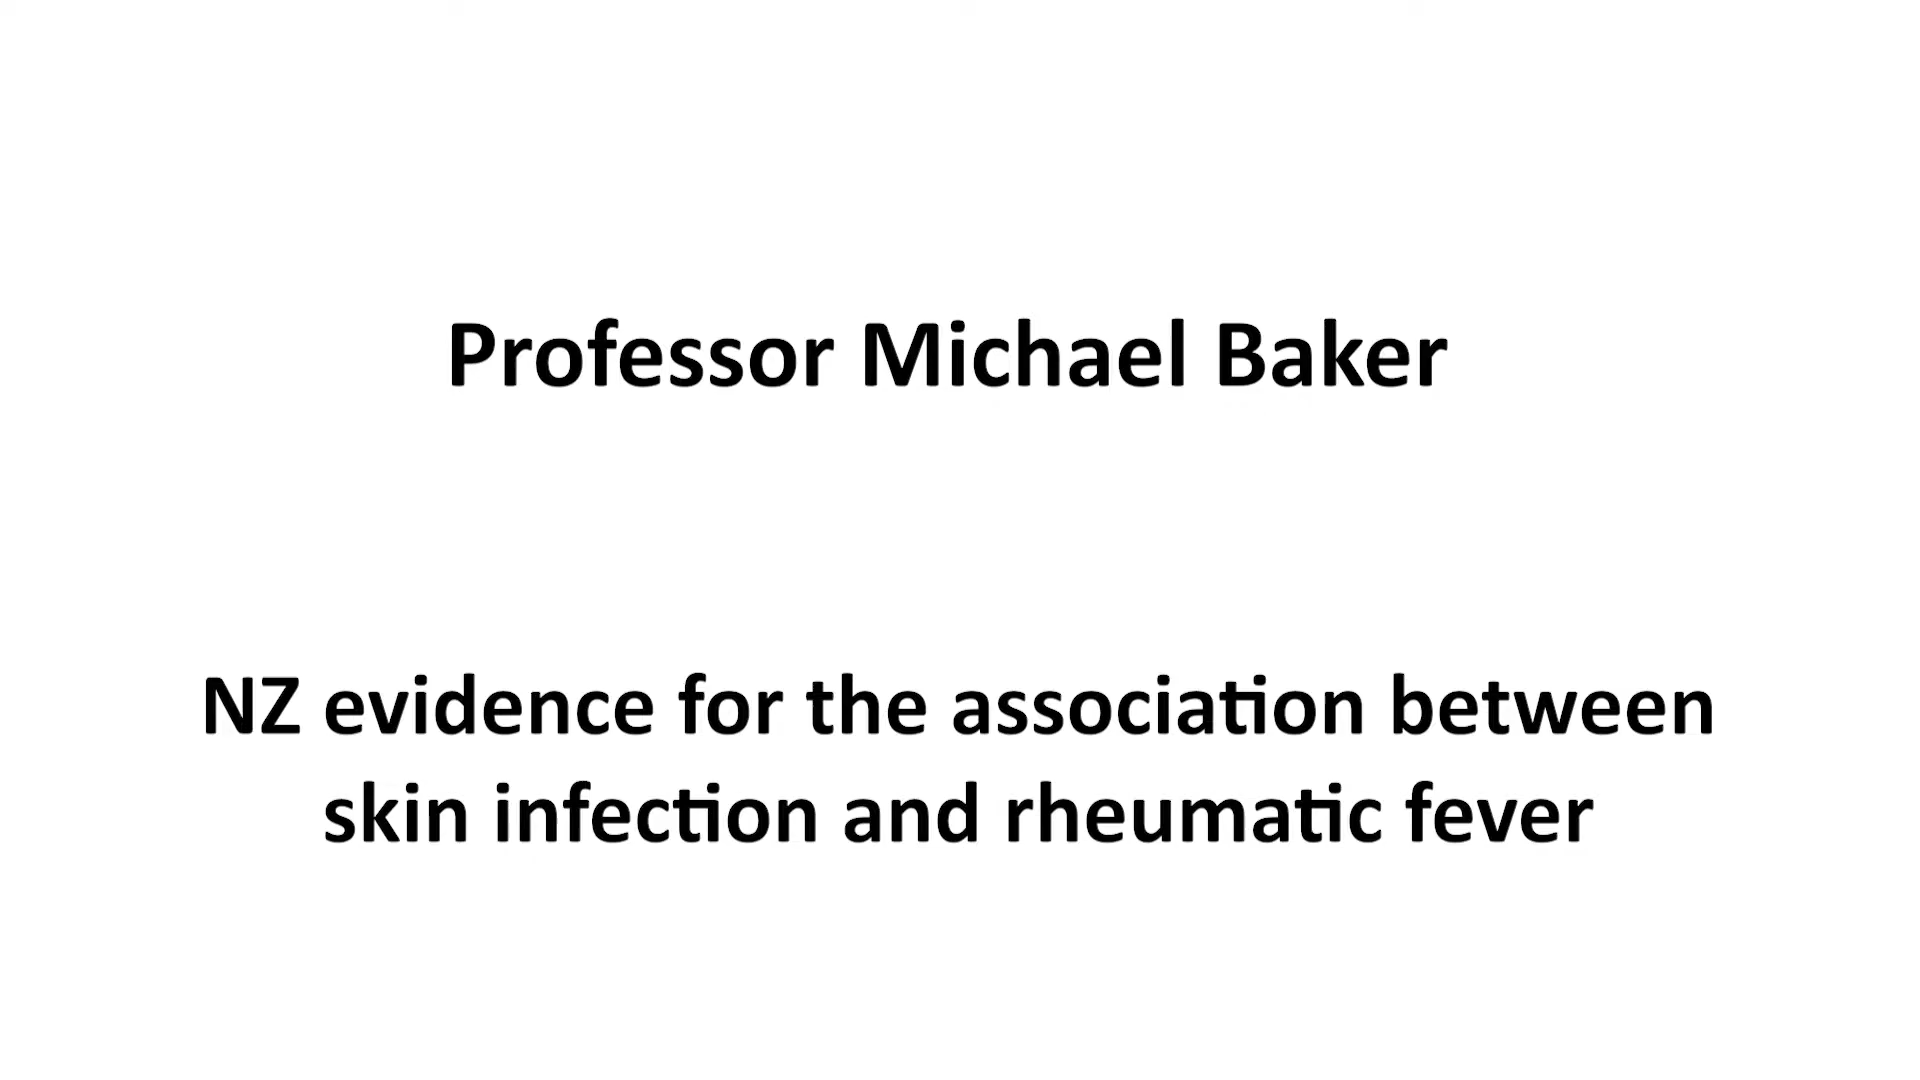 Professor Michael Baker
NZ evidence for the association between
skin infection and rheumatic fever